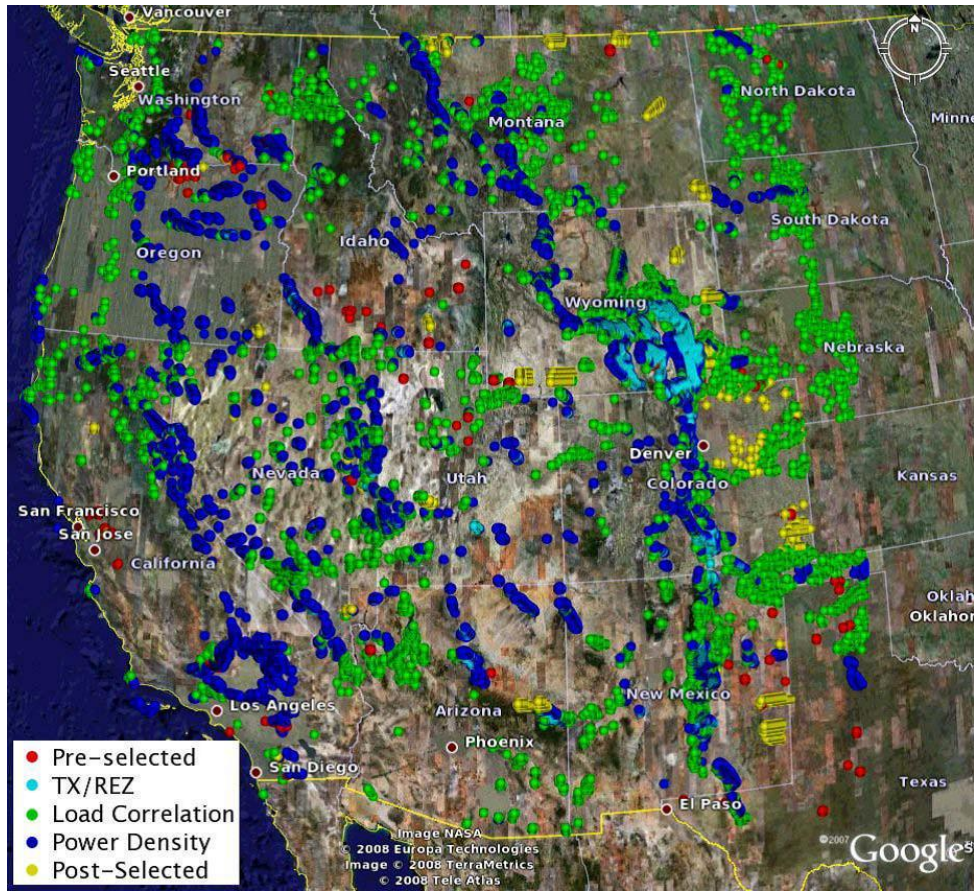 Vancouver
N
Seattle
Washington
North Dakota
Montana
Minne
Portland
South Dakota
Idaho
Oregon
Wyoming
Nebraska
Denver
Nevada
Utah
Colorado
Kansas
San Francisco
San Jose
California
Oklah
Oklahor
New Mexico
Los Angeles
Arizona
Phoenix
San Diego
Texas
El Paso
Pre-selected
TX/REZ
Load Correlation
Power Density
Post-Selected
Image NASA
© 2008 Europa Technologies
Image © 2008 TerraMetrics
© 2008 Tele Atlas
©2007 Google